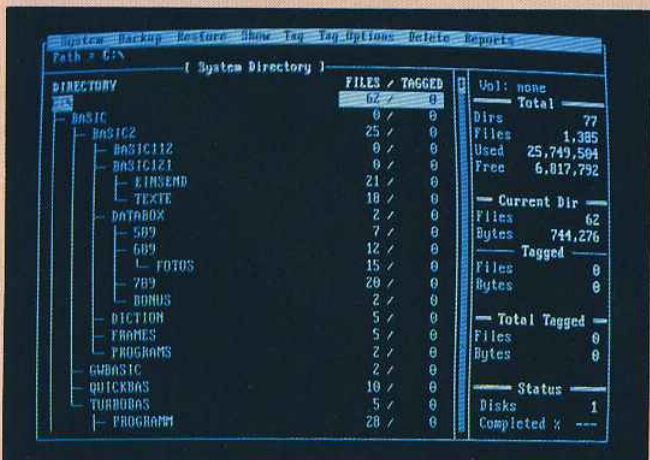 System Backup Restore Show Tag Tag Options Delete Reports
Path = G:\
[ System Directory ]
DIRECTORY FILES / TAGGED
G:\ 62 / 0
BASIC 0 / 0
BASIC2 25 / 0
BASIC112 0 / 0
BASIC121 0 / 0
EINSEMD 21 / 0
TEXTE 18 / 0
DATABOX 2 / 0
589 7 / 0
689 12 / 0
FOTOS 15 / 0
789 20 / 0
BONUS 2 / 0
DICTION 5 / 0
FRAMES 5 / 0
PROGRAMS 2 / 0
GWBASIC 2 / 0
QUICKBAS 10 / 0
TURBOBAS 5 / 0
PROGRAMM 28 / 0
Vol: none
Total
Dirs 77
Files 1,385
Used 25,749,504
Free 6,817,792
Current Dir
Files 62
Bytes 744,276
Tagged
Files 0
Bytes 0
Total Tagged
Files 0
Bytes 0
Status
Disks 1
Completed % ---